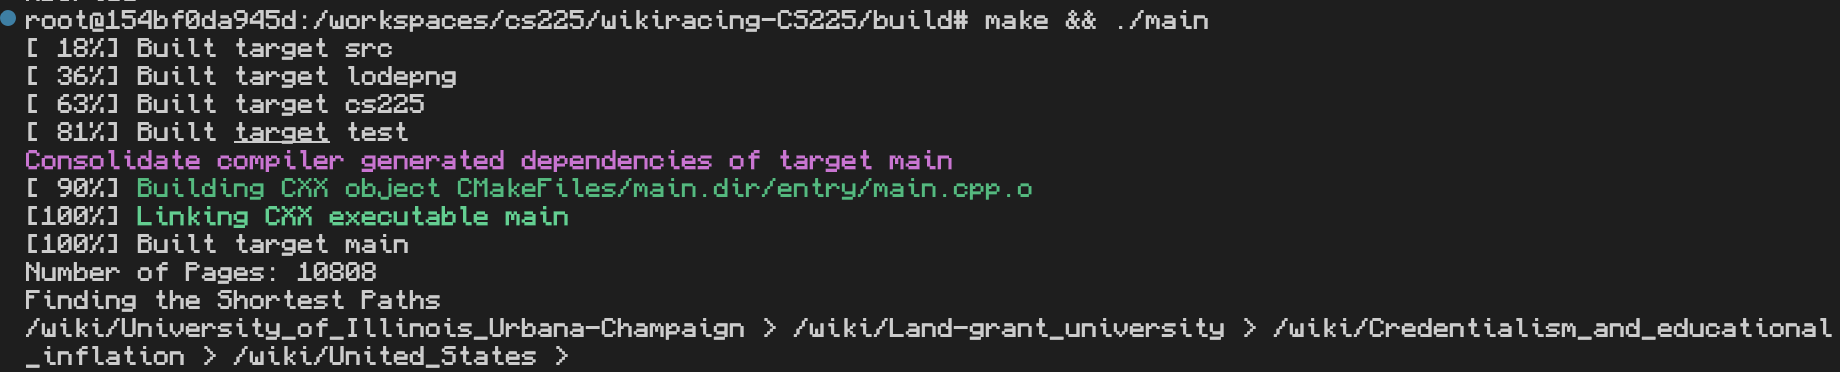 root@154bf0da945d:/workspaces/cs225/wikiracing-CS225/build# make && ./main
[ 18%] Built target src
[ 36%] Built target lodepng
[ 63%] Built target cs225
[ 81%] Built target test
Consolidate compiler generated dependencies of target main
[ 90%] Building CXX object CMakeFiles/main.dir/entry/main.cpp.o
[100%] Linking CXX executable main
[100%] Built target main
Number of Pages: 10808
Finding the Shortest Paths
/wiki/University_of_Illinois_Urbana-Champaign > /wiki/Land-grant_university > /wiki/Credentialism_and_educational
_inflation > /wiki/United_States >